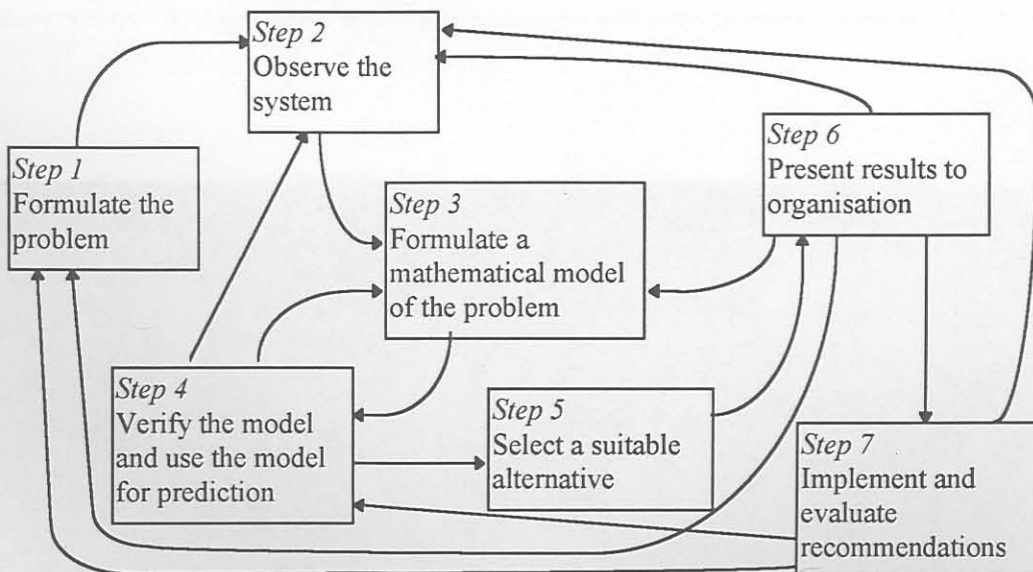 Step 1
Formulate the
problem
Step 2
Observe the
system
Step 3
Formulate a
mathematical model
of the problem
Step 4
Verify the model
and use the model
for prediction
Step 5
Select a suitable
alternative
Step 6
Present results to
organisation
Step 7
Implement and
evaluate
recommendations